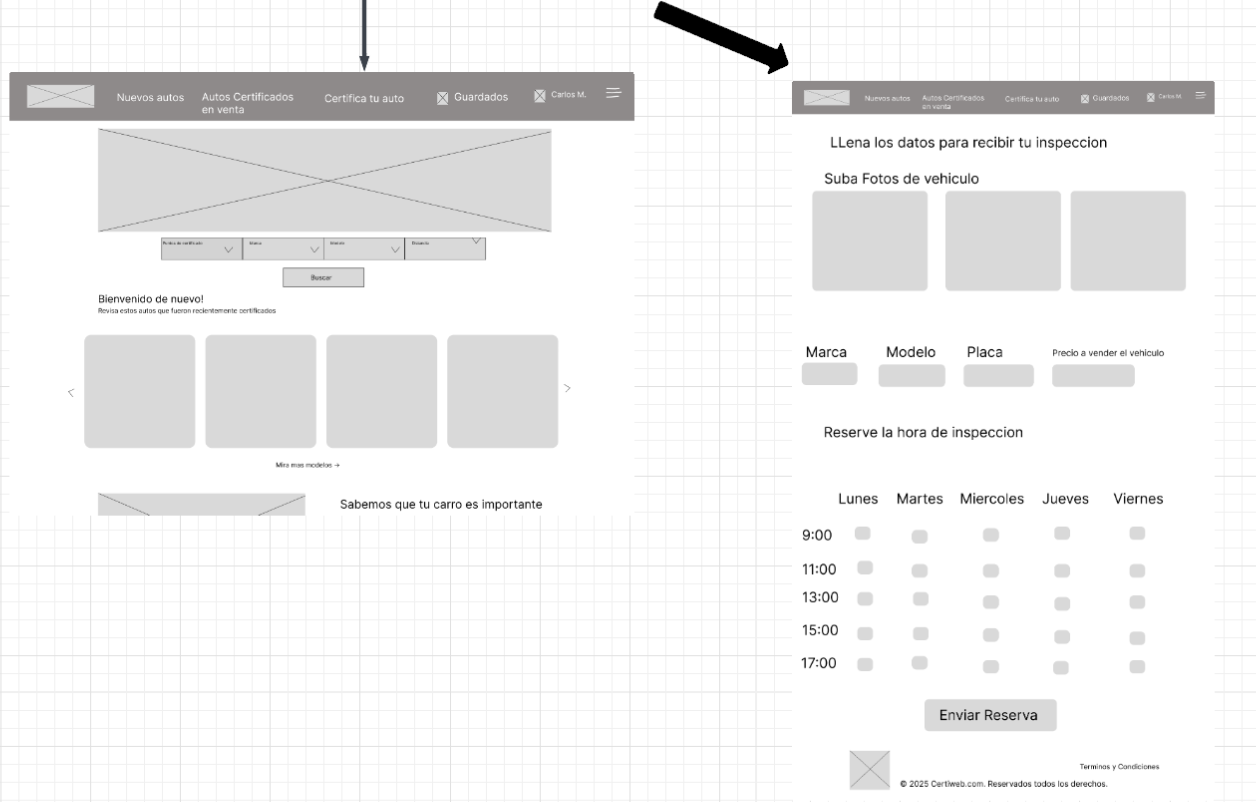 Nuevos autos
Autos Certificados
en venta
Certifica tu auto
Guardados
Carlos M.
Marca
Modelo
Buscar
Bienvenido de nuevo!
Revisa estos autos que fueron recientemente certificados
Mira mas modelos →
Sabemos que tu carro es importante
Nuevos autos
Autos Certificados
en venta
Certifica tu auto
Guardados
Carlos M.
LLena los datos para recibir tu inspeccion
Suba Fotos de vehiculo
Marca
Modelo
Placa
Precio a vender el vehiculo
Reserve la hora de inspeccion
Lunes Martes Miercoles Jueves Viernes
9:00
11:00
13:00
15:00
17:00
Enviar Reserva
Terminos y Condiciones
© 2025 Certiweb.com. Reservados todos los derechos.